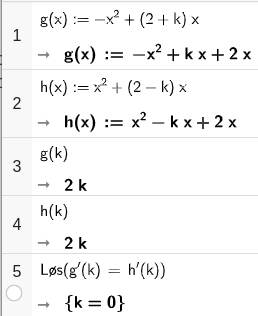 1
g(x) := −x² + (2 + k) x
→ g(x) := −x² + k x + 2 x
2
h(x) := x² + (2 − k) x
→ h(x) := x² − k x + 2 x
3
g(k)
→ 2 k
4
h(k)
→ 2 k
5
Løs(g′(k) = h′(k))
→ {k = 0}